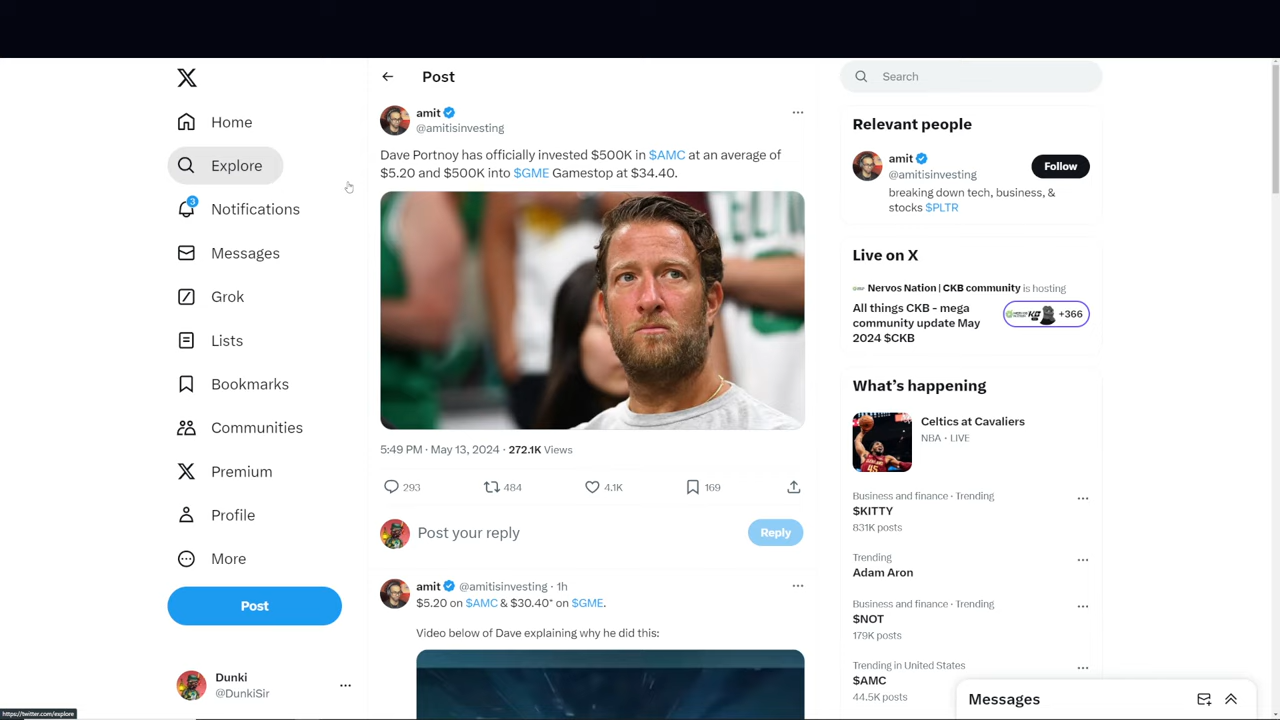 Home
Explore
3
Notifications
Messages
Grok
Lists
Bookmarks
Communities
Premium
Profile
More
Post
Dunki
@DunkiSir
https://twitter.com/explore
Post
amit
@amitisinvesting
Dave Portnoy has officially invested $500K in $AMC at an average of
$5.20 and $500K into $GME Gamestop at $34.40.
5:49 PM · May 13, 2024 · 272.1K Views
293
484
4.1K
169
Post your reply
Reply
amit @amitisinvesting · 1h
$5.20 on $AMC & $30.40* on $GME.
Video below of Dave explaining why he did this:
Search
Relevant people
amit
@amitisinvesting
Follow
breaking down tech, business, &
stocks $PLTR
Live on X
Nervos Nation | CKB community is hosting
All things CKB - mega
community update May
2024 $CKB
+366
What's happening
Celtics at Cavaliers
NBA · LIVE
Business and finance · Trending
$KITTY
831K posts
Trending
Adam Aron
Business and finance · Trending
$NOT
179K posts
Trending in United States
$AMC
44.5K posts
Messages